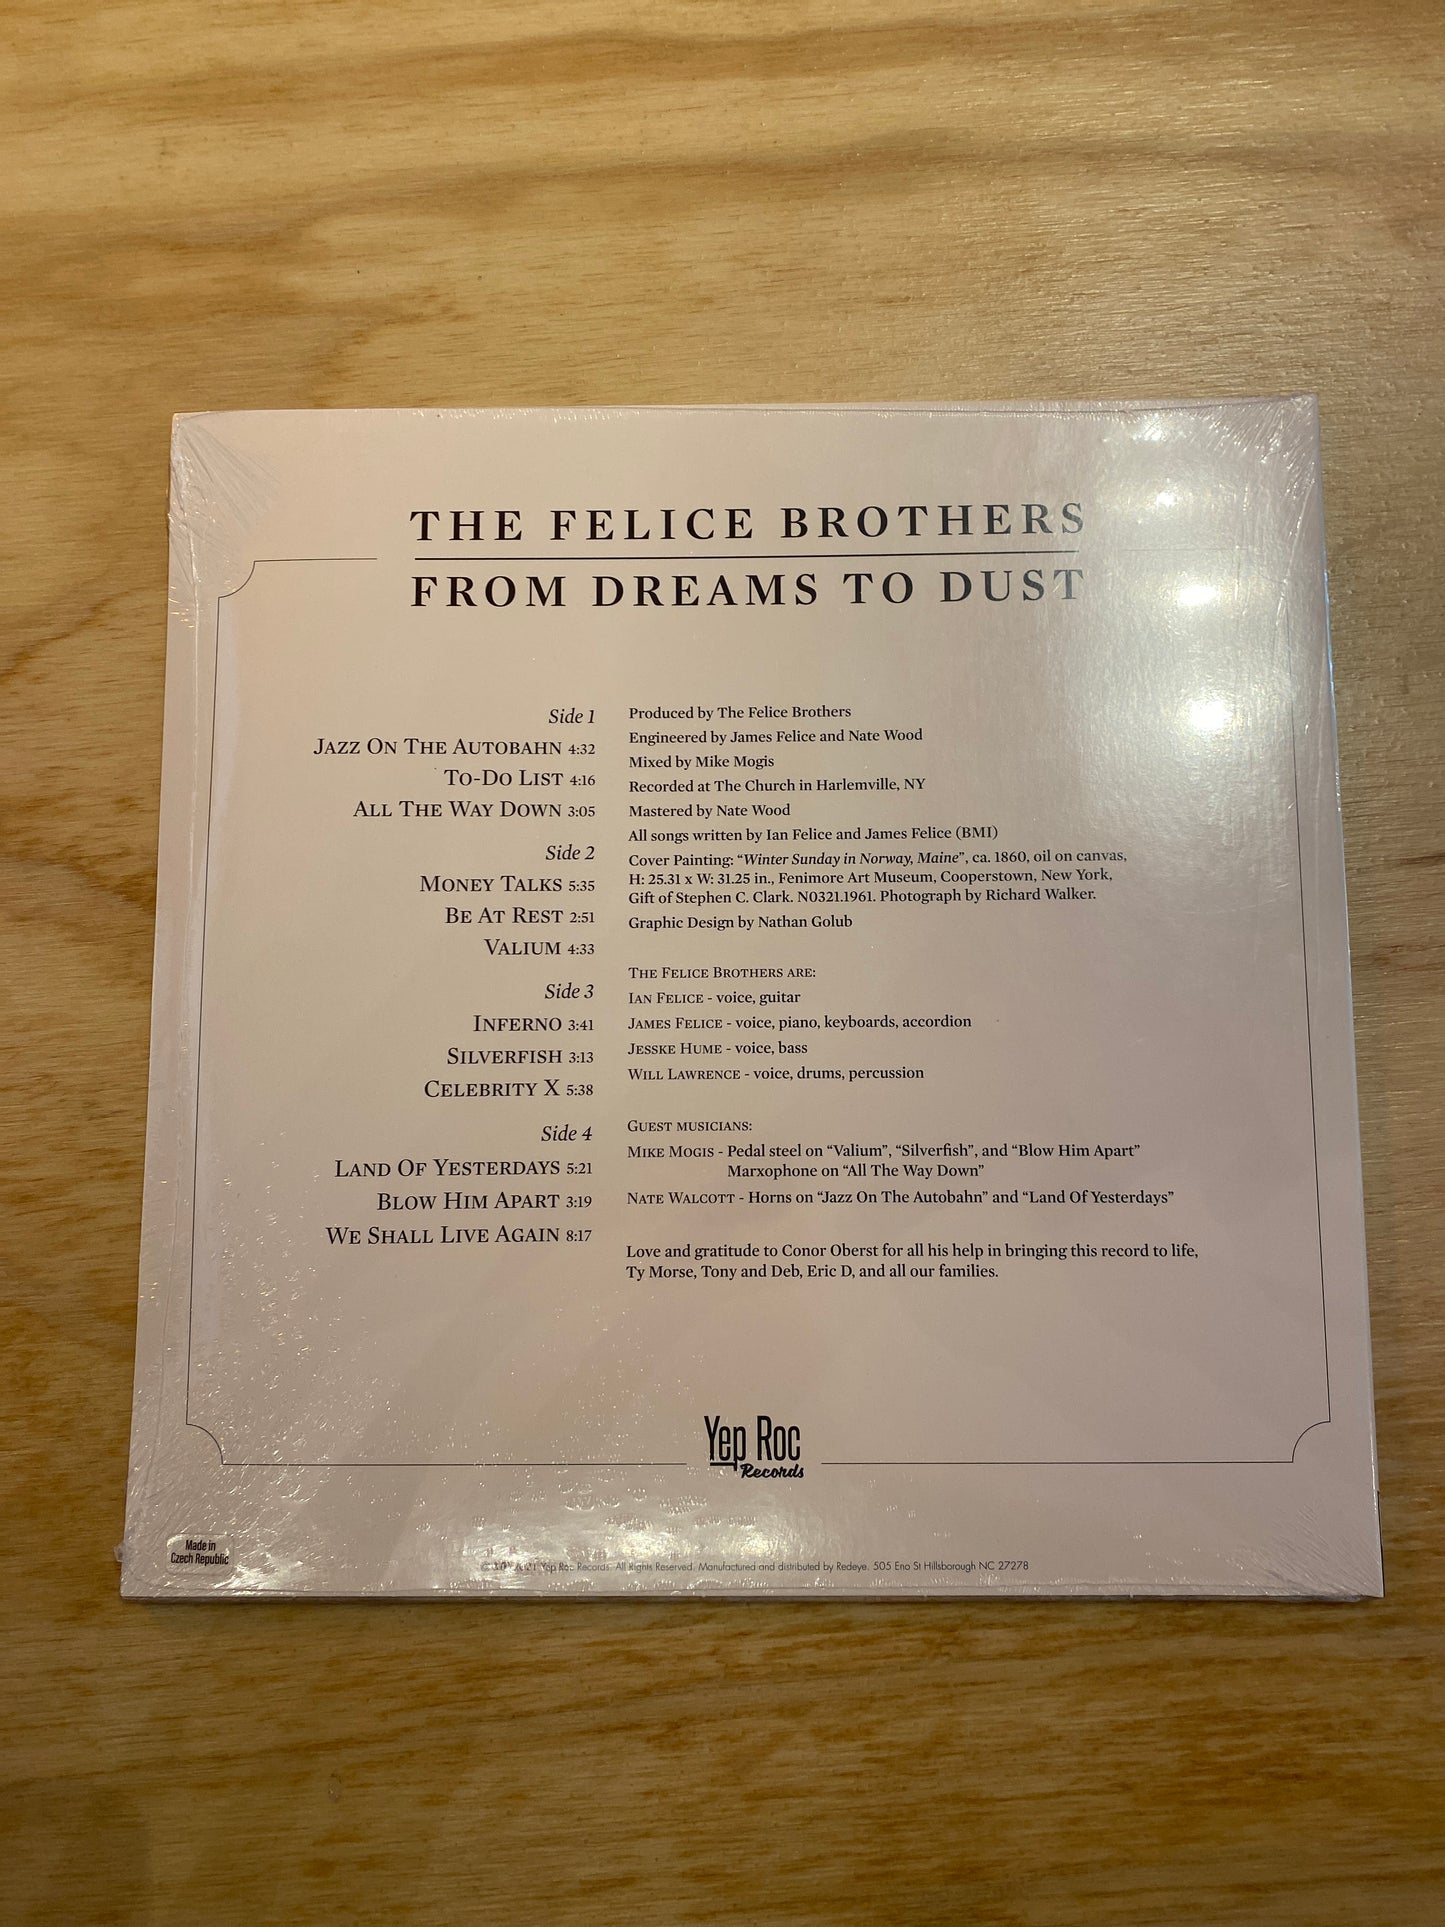 THE FELICE BROTHERS
FROM DREAMS TO DUST
Side 1
JAZZ ON THE AUTOBAHN 4:32
TO-DO LIST 4:16
ALL THE WAY DOWN 3:05
Side 2
MONEY TALKS 5:35
BE AT REST 2:51
VALIUM 4:33
Side 3
INFERNO 3:41
SILVERFISH 3:13
CELEBRITY X 5:38
Side 4
LAND OF YESTERDAYS 5:21
BLOW HIM APART 3:19
WE SHALL LIVE AGAIN 8:17
Produced by The Felice Brothers
Engineered by James Felice and Nate Wood
Mixed by Mike Mogis
Recorded at The Church in Harlemville, NY
Mastered by Nate Wood
All songs written by Ian Felice and James Felice (BMI)
Cover Painting: “Winter Sunday in Norway, Maine”, ca. 1860, oil on canvas,
H: 25.31 x W: 31.25 in., Fenimore Art Museum, Cooperstown, New York,
Gift of Stephen C. Clark. N0321.1961. Photograph by Richard Walker.
Graphic Design by Nathan Golub
THE FELICE BROTHERS ARE:
IAN FELICE - voice, guitar
JAMES FELICE - voice, piano, keyboards, accordion
JESSKE HUME - voice, bass
WILL LAWRENCE - voice, drums, percussion
GUEST MUSICIANS:
MIKE MOGIS - Pedal steel on “Valium”, “Silverfish”, and “Blow Him Apart”
Marxophone on “All The Way Down”
NATE WALCOTT - Horns on “Jazz On The Autobahn” and “Land Of Yesterdays”
Love and gratitude to Conor Oberst for all his help in bringing this record to life,
Ty Morse, Tony and Deb, Eric D, and all our families.
Yep Roc
Records
Made in
Czech Republic
Yep Roc Records. All Rights Reserved. Manufactured and distributed by Redeye. 505 Eno St Hillsborough NC 27278